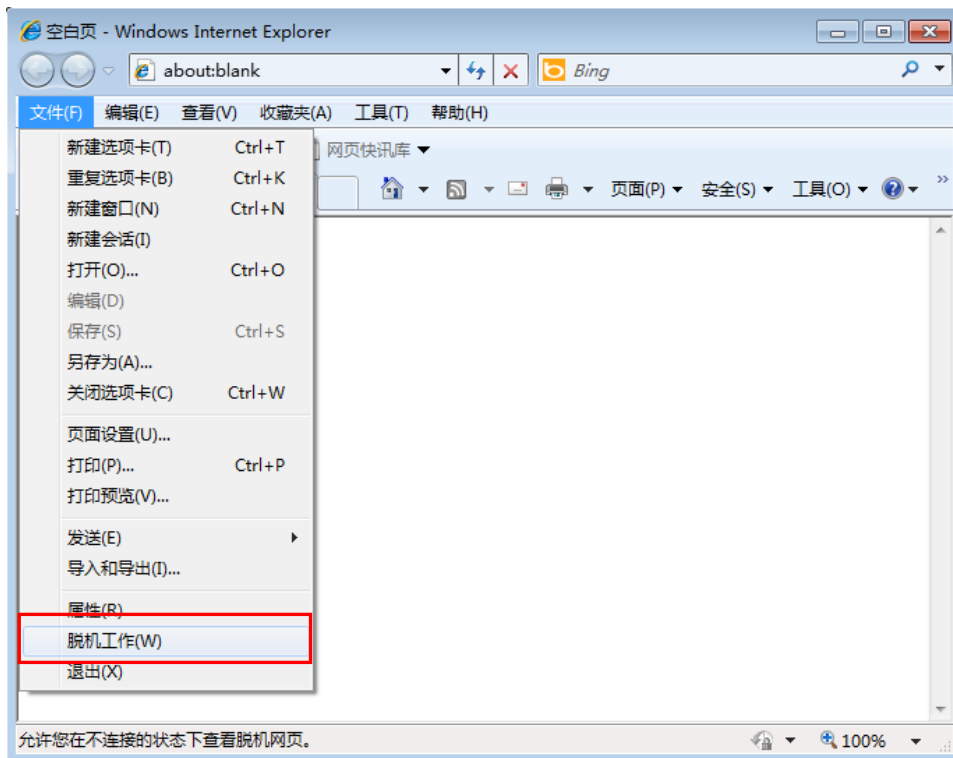 空白页 - Windows Internet Explorer
about:blank
Bing
文件(F) 编辑(E) 查看(V) 收藏夹(A) 工具(T) 帮助(H)
网页快讯库
页面(P) 安全(S) 工具(O)
新建选项卡(T) Ctrl+T
重复选项卡(B) Ctrl+K
新建窗口(N) Ctrl+N
新建会话(I)
打开(O)... Ctrl+O
编辑(D)
保存(S) Ctrl+S
另存为(A)...
关闭选项卡(C) Ctrl+W
页面设置(U)...
打印(P)... Ctrl+P
打印预览(V)...
发送(E)
导入和导出(I)...
属性(R)
脱机工作(W)
退出(X)
允许您在不连接的状态下查看脱机网页。
100%